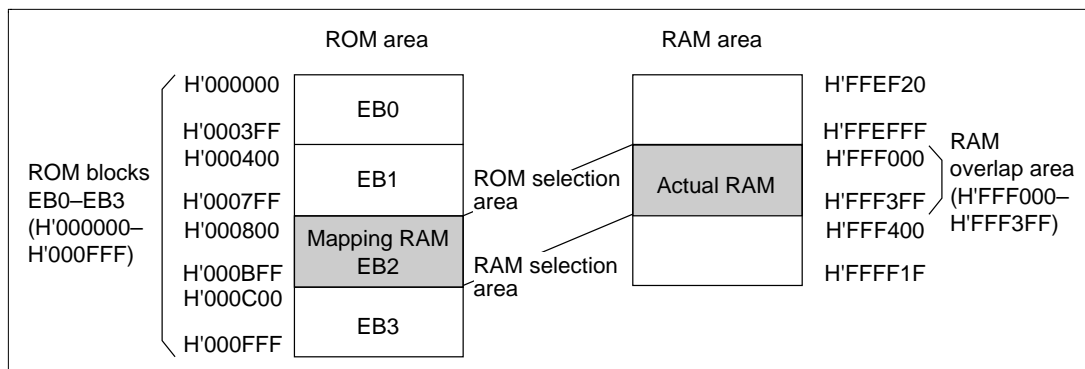 ROM area
RAM area
H'000000
EB0
H'0003FF
H'000400
EB1
H'0007FF
H'000800
Mapping RAM
EB2
H'000BFF
H'000C00
EB3
H'000FFF
ROM blocks
EB0–EB3
(H'000000–
H'000FFF)
ROM selection
area
RAM selection
area
Actual RAM
H'FFEF20
H'FFEFFF
H'FFF000
H'FFF3FF
H'FFF400
H'FFFF1F
RAM
overlap area
(H'FFF000–
H'FFF3FF)